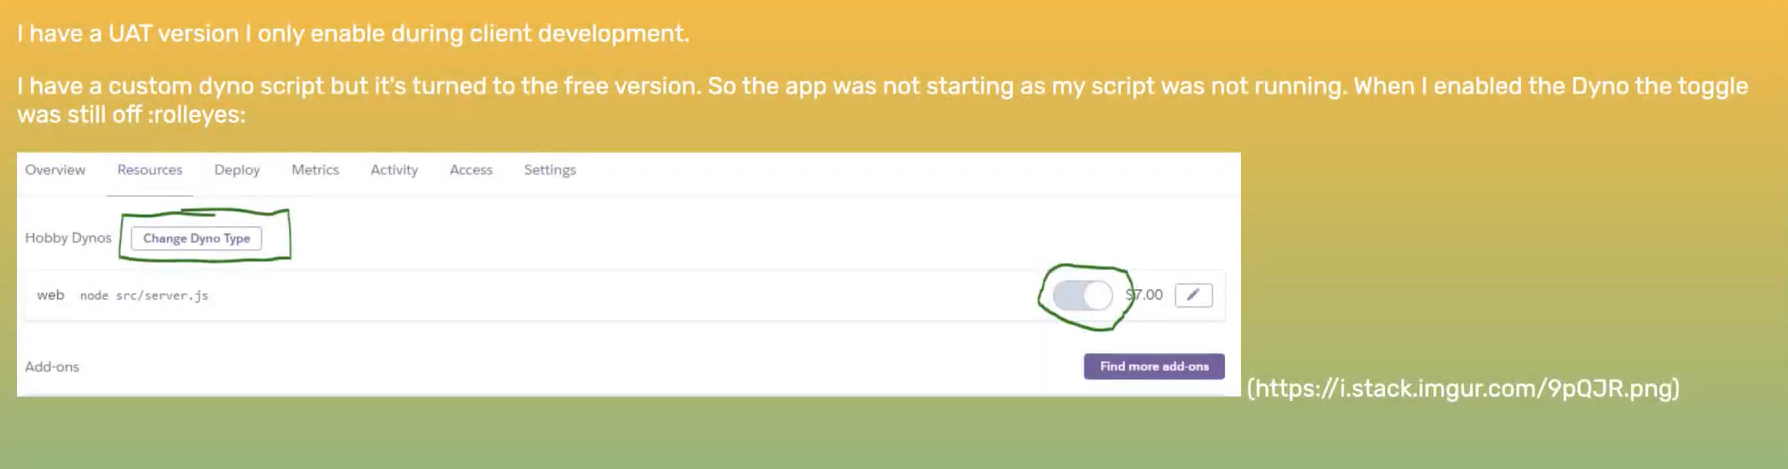 I have a UAT version I only enable during client development.
I have a custom dyno script but it's turned to the free version. So the app was not starting as my script was not running. When I enabled the Dyno the toggle
was still off :rolleyes:
Overview Resources Deploy Metrics Activity Access Settings
Hobby Dynos Change Dyno Type
web node src/server.js $7.00
Add-ons Find more add-ons
(https://i.stack.imgur.com/9pQJR.png)